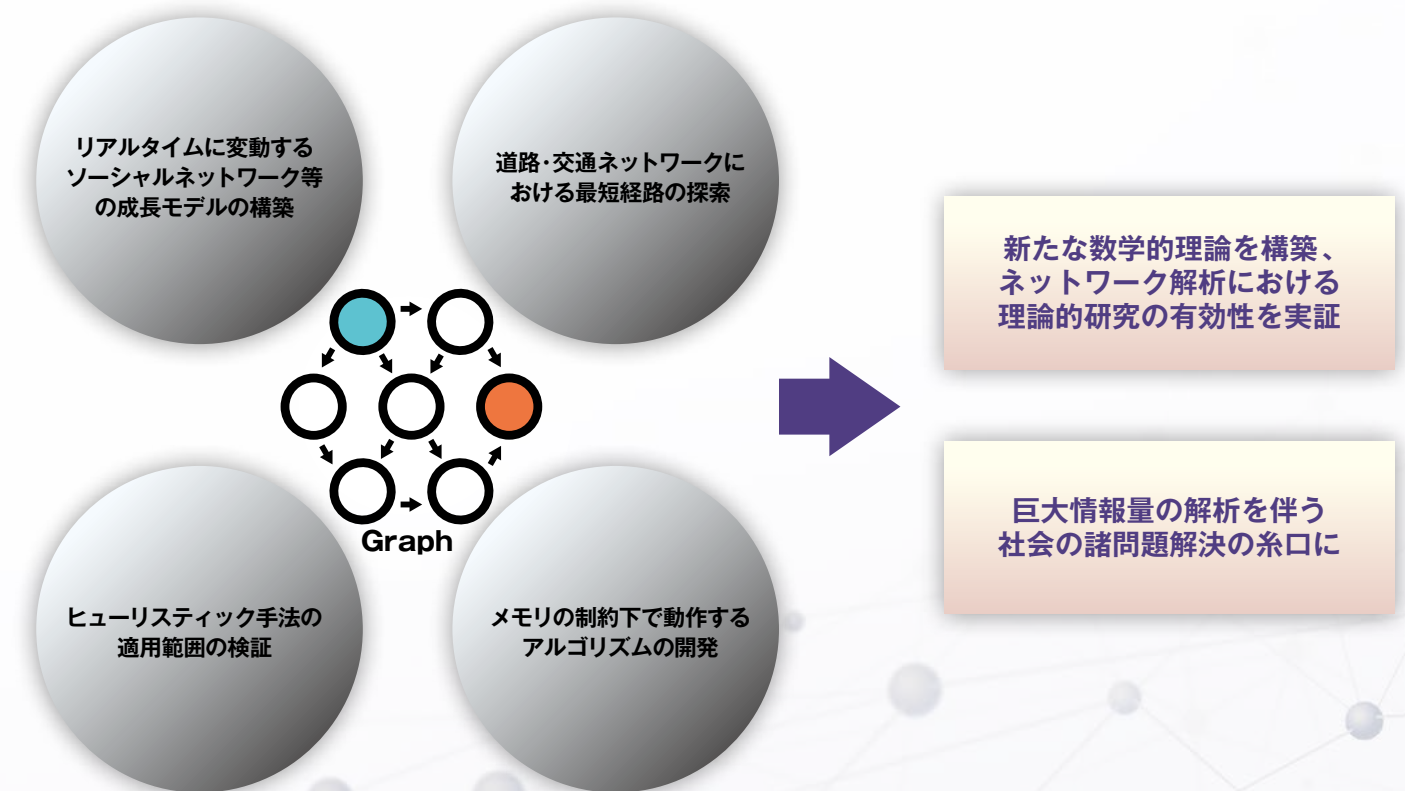 リアルタイムに変動する
ソーシャルネットワーク等
の成長モデルの構築
道路・交通ネットワークに
おける最短経路の探索
Graph
ヒューリスティック手法の
適用範囲の検証
メモリの制約下で動作する
アルゴリズムの開発
新たな数学的理論を構築、
ネットワーク解析における
理論的研究の有効性を実証
巨大情報量の解析を伴う
社会の諸問題解決の糸口に